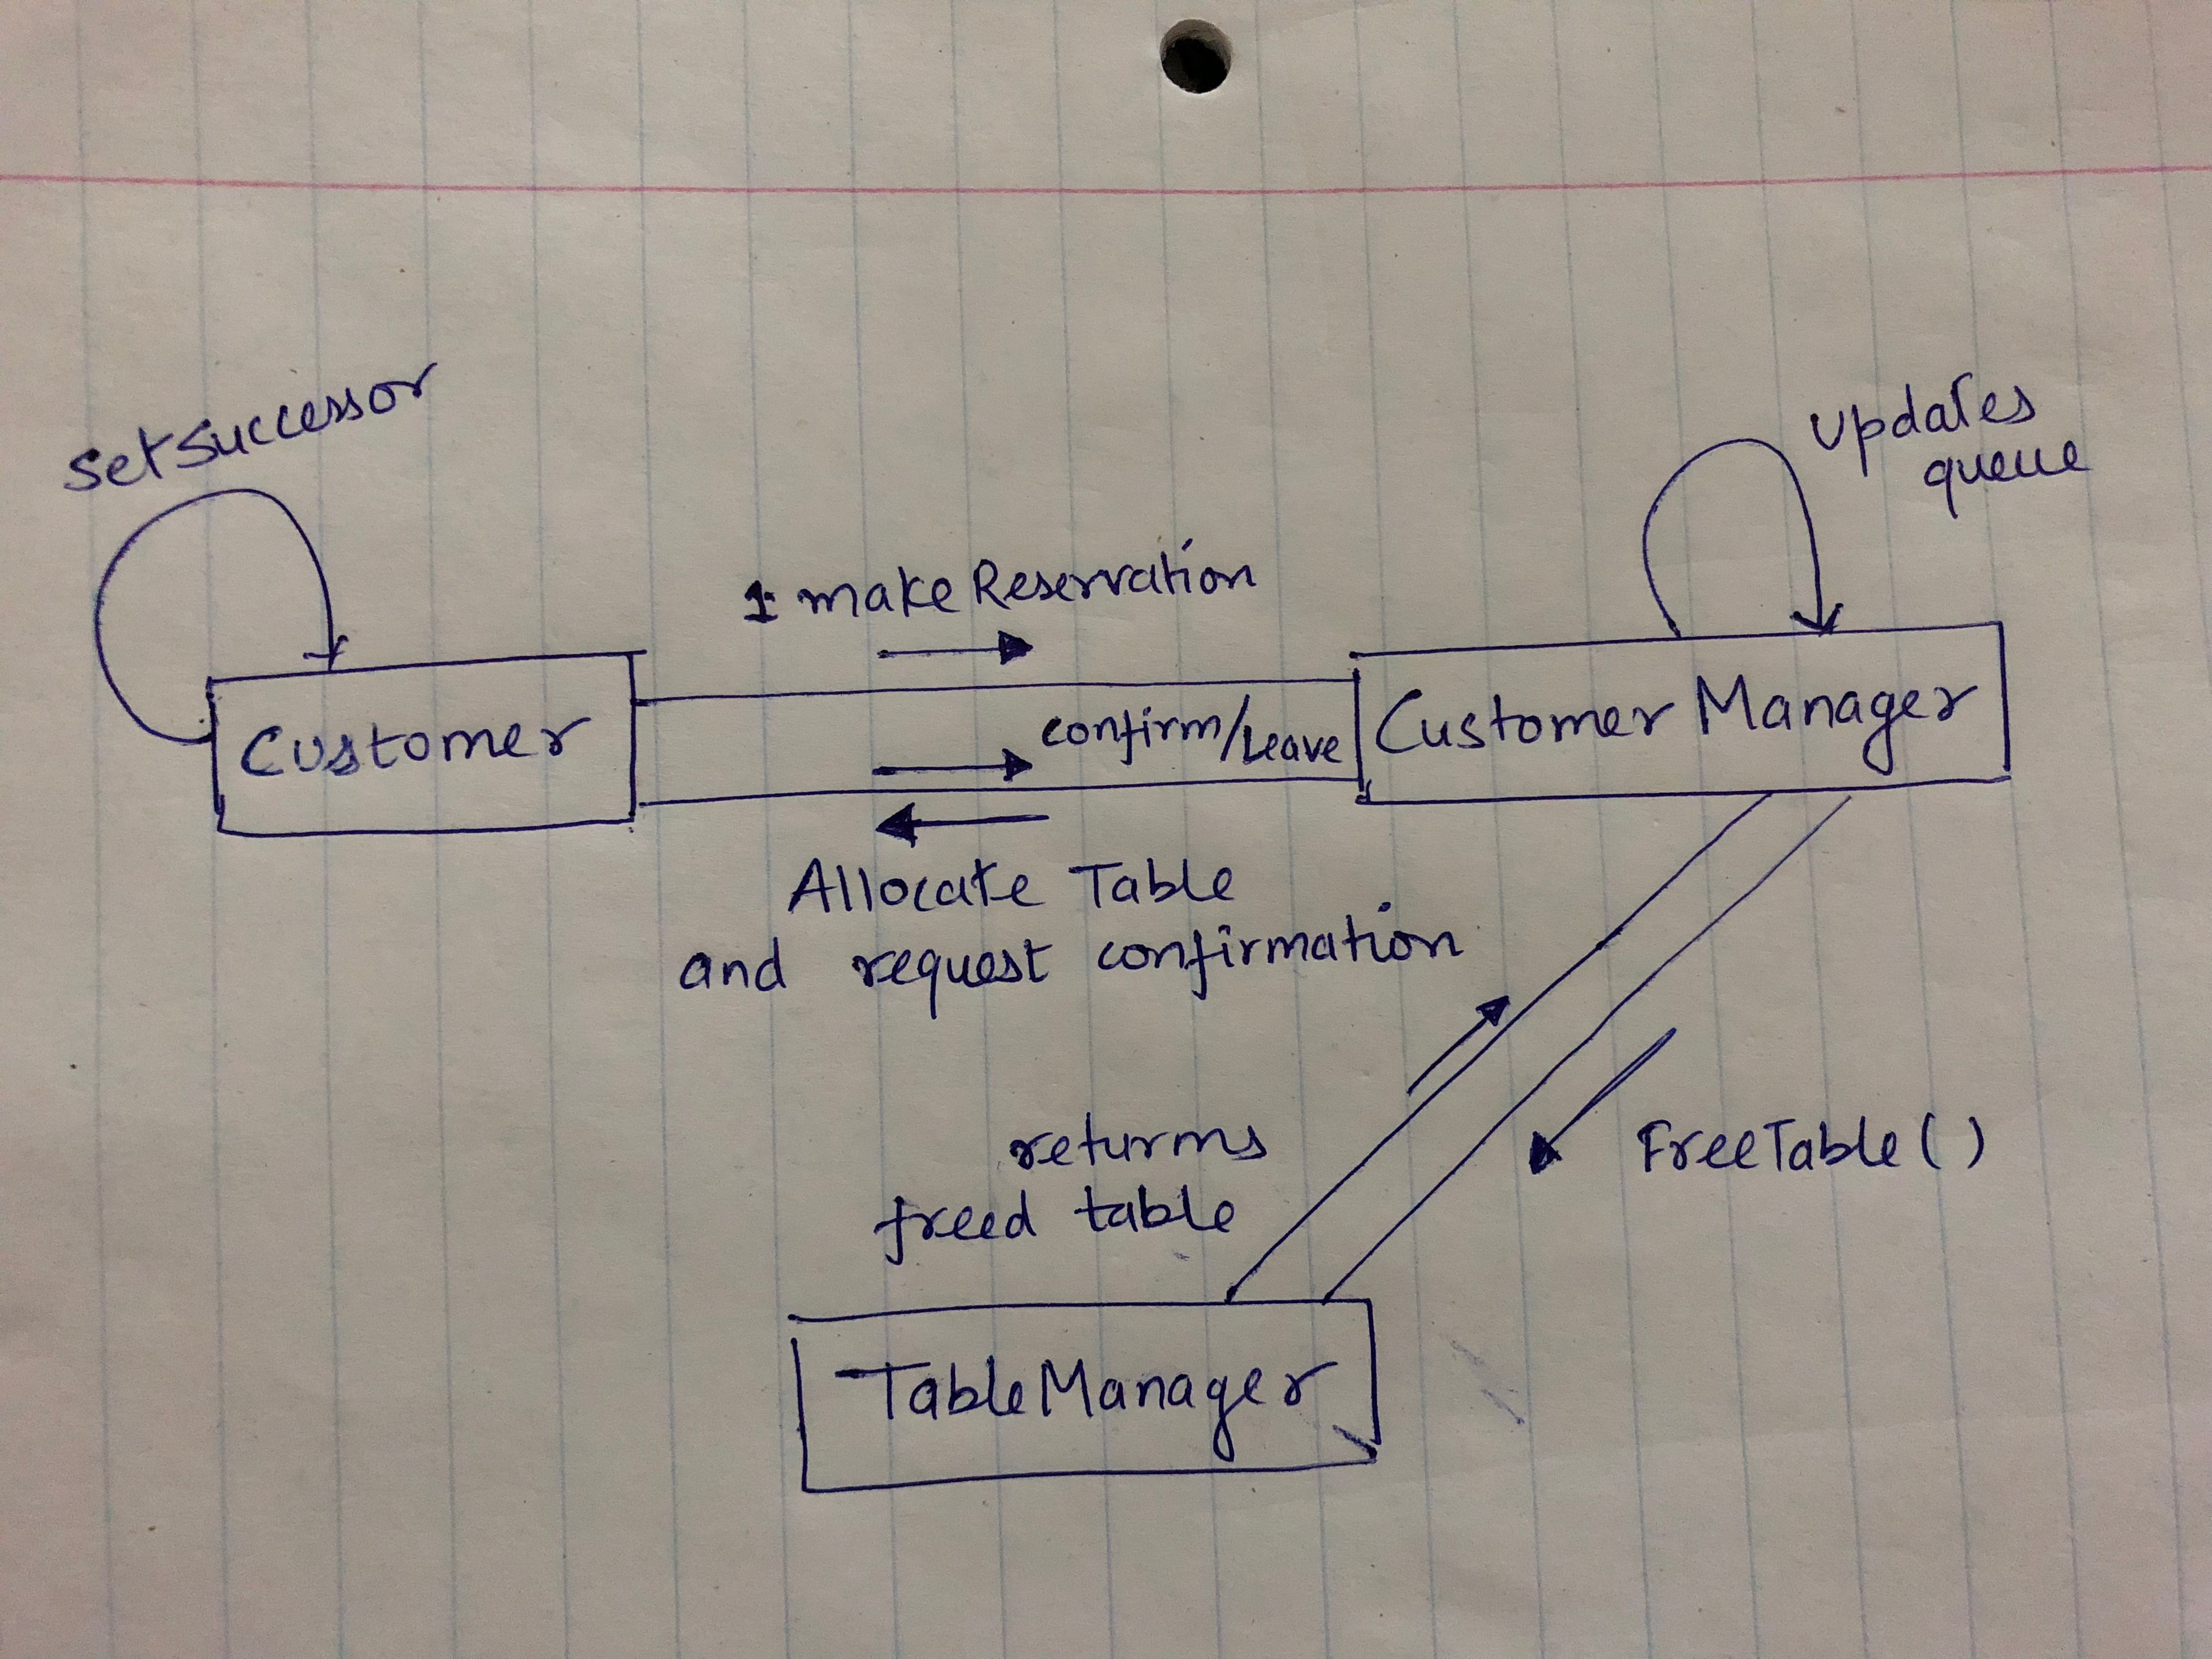 setSuccessor
Updates
queue
1: makeReservation
confirm/Leave
Customer
Customer Manager
Allocate Table
and request confirmation
returns
freed table
FreeTable()
TableManager